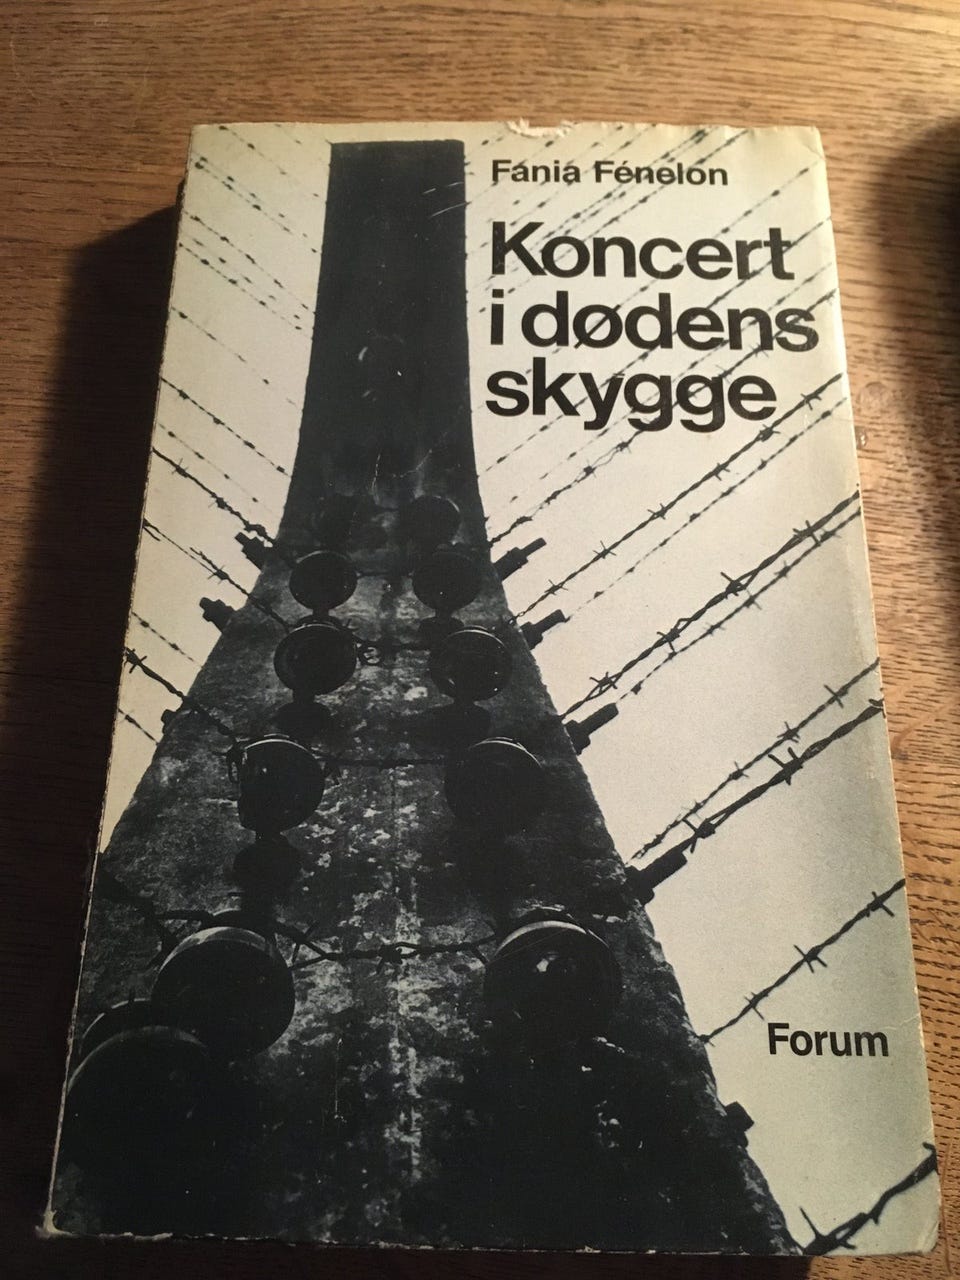 Fania Fénelon
Koncert
i dødens
skygge
Forum